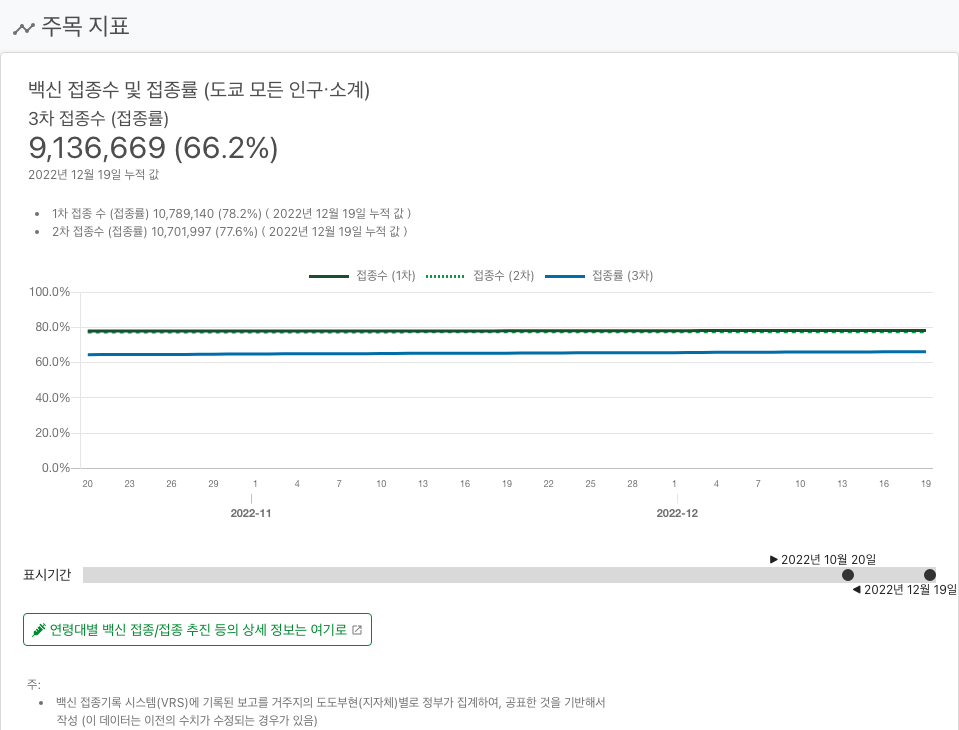 주목 지표
백신 접종수 및 접종률 (도쿄 모든 인구·소계)
3차 접종수 (접종률)
9,136,669 (66.2%)
2022년 12월 19일 누적 값
• 1차 접종 수 (접종률) 10,789,140 (78.2%) ( 2022년 12월 19일 누적 값 )
• 2차 접종수 (접종률) 10,701,997 (77.6%) ( 2022년 12월 19일 누적 값 )
접종수 (1차) 접종수 (2차) 접종률 (3차)
100.0%
80.0%
60.0%
40.0%
20.0%
0.0%
20 23 26 29 1 4 7 10 13 16 19 22 25 28 1 4 7 10 13 16 19
2022-11 2022-12
▶ 2022년 10월 20일
표시기간
◀ 2022년 12월 19일
연령대별 백신 접종/접종 추진 등의 상세 정보는 여기로
주:
• 백신 접종기록 시스템(VRS)에 기록된 보고를 거주지의 도도부현(지자체)별로 정부가 집계하여, 공표한 것을 기반해서
작성 (이 데이터는 이전의 수치가 수정되는 경우가 있음)